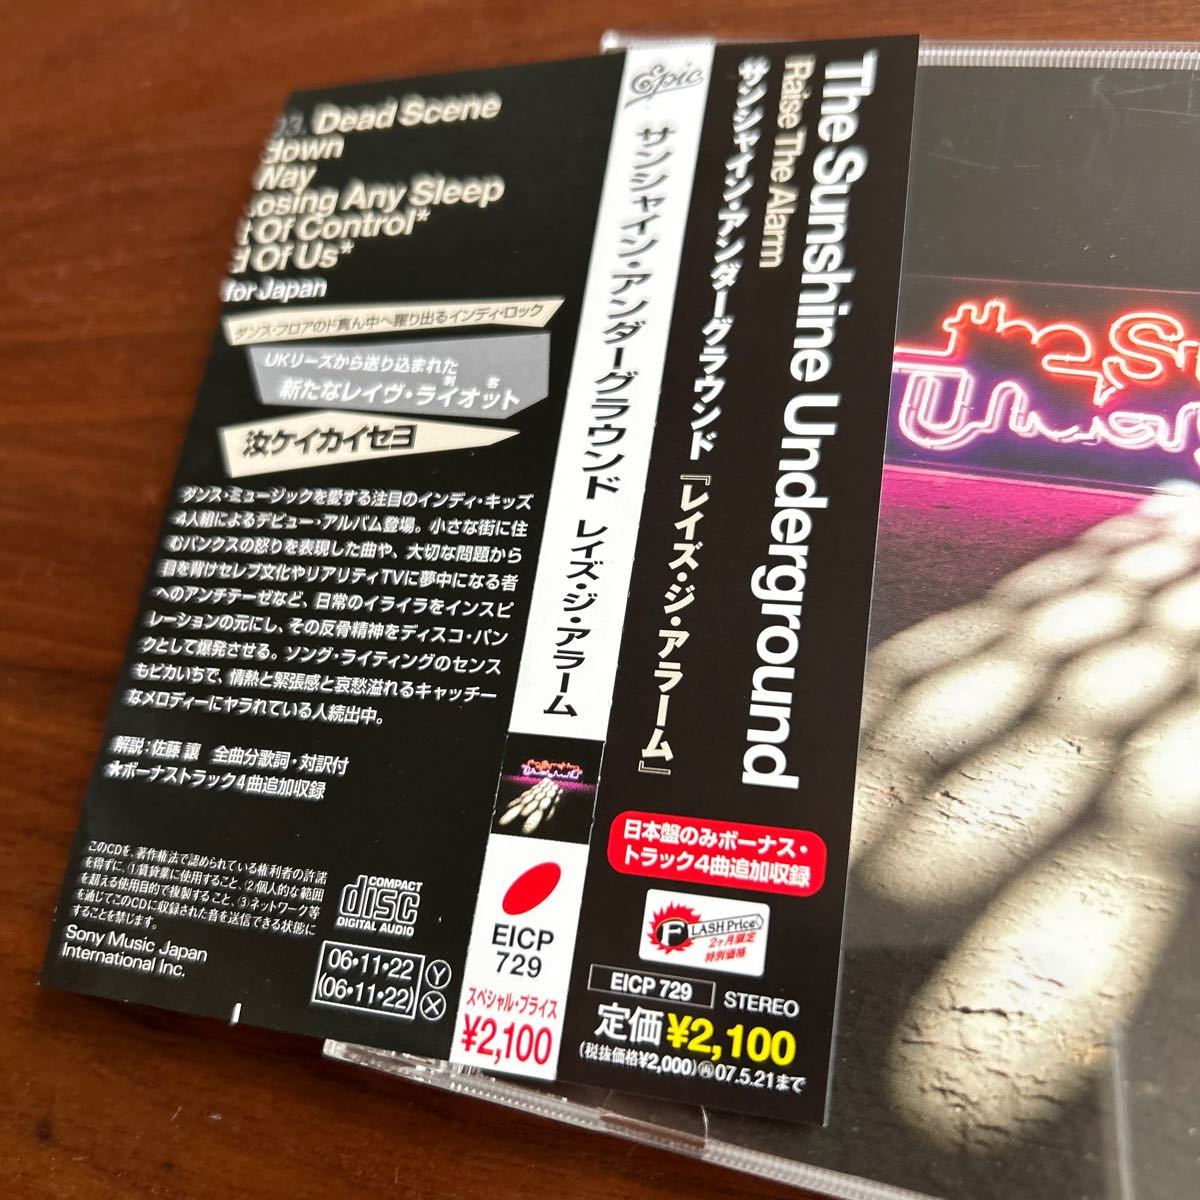 03. Dead Scene
down
Way
Losing Any Sleep
Of Control*
Of Us*
for Japan
ダンス・フロアのド真ん中へ躍り出るインディ・ロック
UKリーズから送り込まれた
新たなレイヴ・ライオット
刺客
汝ケイカイセヨ
ダンス・ミュージックを愛する注目のインディ・キッズ
4人組によるデビュー・アルバム登場。小さな街に住
むパンクスの怒りを表現した曲や、大切な問題から
目を背けセレブ文化やリアリティTVに夢中になる者
へのアンチテーゼなど、日常のイライラをインスピ
レーションの元にし、その反骨精神をディスコ・パン
クとして爆発させる。ソング・ライティングのセンス
もピカいちで、情熱と緊張感と哀愁溢れるキャッチー
なメロディーにヤラれている人続出中。
解説:佐藤 譲 全曲分歌詞・対訳付
★ボーナストラック4曲追加収録
このCDを、著作権法で認められている権利者の許諾
を得ずに、①賃貸業に使用すること、②個人的な範囲
を超える使用目的で複製すること、③ネットワーク等
を通じてこのCDに収録された音を送信できる状態に
することを禁じます。
Sony Music Japan
International Inc.
COMPACT
disc
DIGITAL AUDIO
06・11・22
(06・11・22)
Ⓨ
Ⓧ
Epic
サンシャイン・アンダーグラウンド レイズ・ジ・アラーム
EICP
729
スペシャル・プライス
¥2,100
The Sunshine Underground
Raise The Alarm
サンシャイン・アンダーグラウンド『レイズ・ジ・アラーム』
日本盤のみボーナス・
トラック4曲追加収録
FLASH Price
2ヶ月限定
特別価格
EICP 729
STEREO
定価¥2,100
(税抜価格¥2,000)㋬07.5.21まで
the Su
Underg